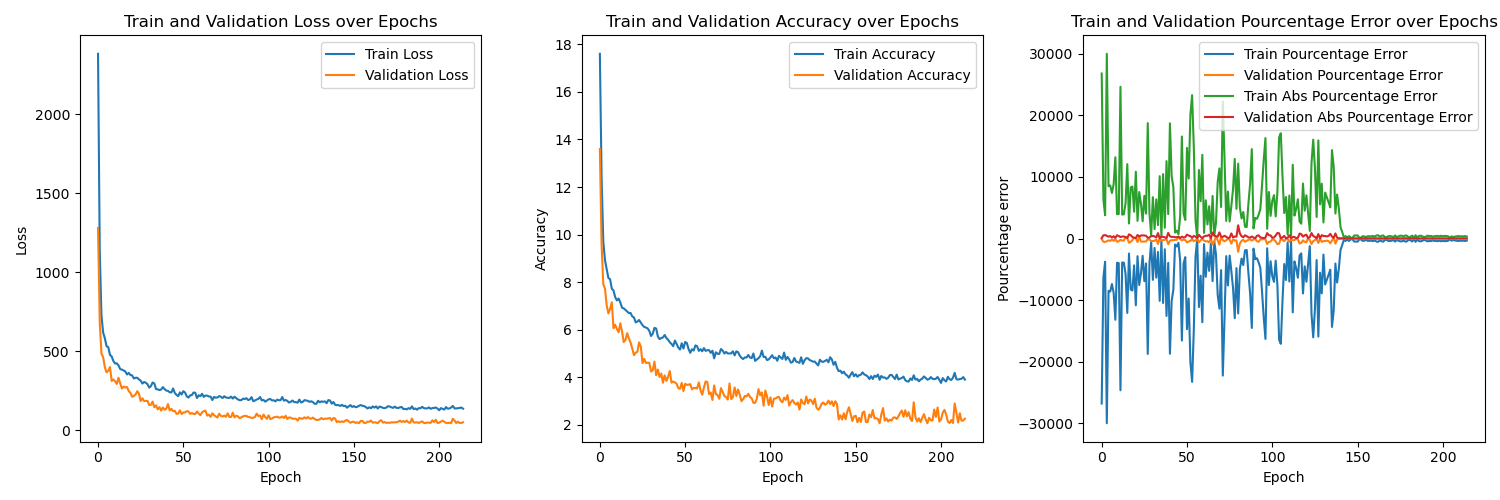 Train and Validation Loss over Epochs
Train Loss
Validation Loss
Loss
2000
1500
1000
500
0
0
50
100
150
200
Epoch
Train and Validation Accuracy over Epochs
Train Accuracy
Validation Accuracy
Accuracy
18
16
14
12
10
8
6
4
2
0
50
100
150
200
Epoch
Train and Validation Pourcentage Error over Epochs
Train Pourcentage Error
Validation Pourcentage Error
Train Abs Pourcentage Error
Validation Abs Pourcentage Error
Pourcentage error
30000
20000
10000
0
−10000
−20000
−30000
0
50
100
150
200
Epoch